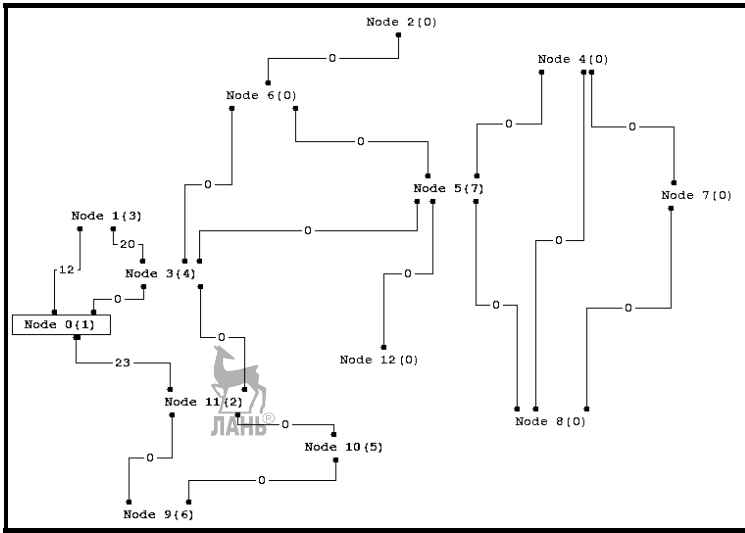 Node 2(0)
0
Node 4(0)
Node 6(0)
0
0
0
0
Node 5{7)
Node 7(0)
Node 1{3)
0
20
0
12
Node 3{4)
0
0
Node 0{1)
0
0
0
23
Node 12(0)
Node 11{2)
ЛАНЬ®
0
Node 8(0)
Node 10{5)
0
0
Node 9{6)